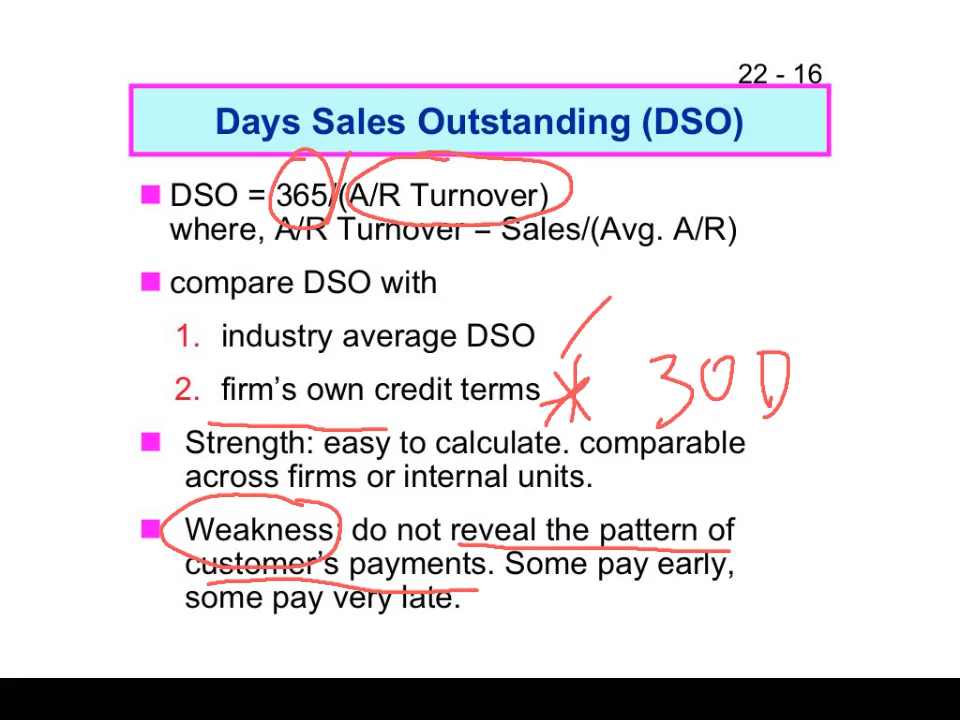 22 - 16
Days Sales Outstanding (DSO)
DSO = 365/(A/R Turnover)
where, A/R Turnover = Sales/(Avg. A/R)
compare DSO with
1. industry average DSO
2. firm's own credit terms * 30 D
Strength: easy to calculate. comparable
across firms or internal units.
Weakness: do not reveal the pattern of
customer's payments. Some pay early,
some pay very late.